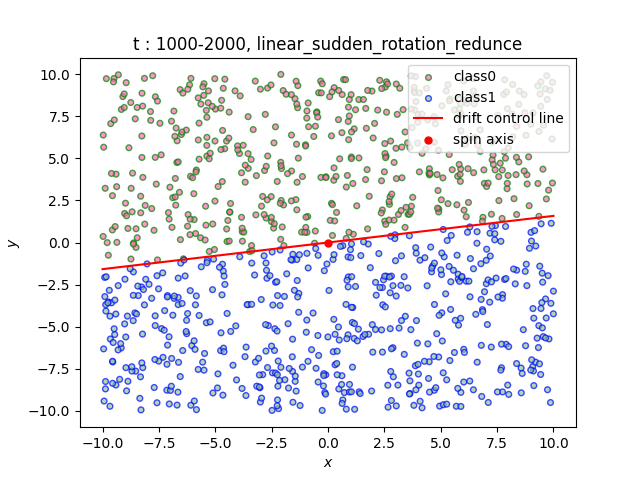 t : 1000-2000, linear_sudden_rotation_redunce
class0
class1
drift control line
spin axis
10.0
7.5
5.0
2.5
0.0
−2.5
−5.0
−7.5
−10.0
y
−10.0 −7.5 −5.0 −2.5 0.0 2.5 5.0 7.5 10.0
x